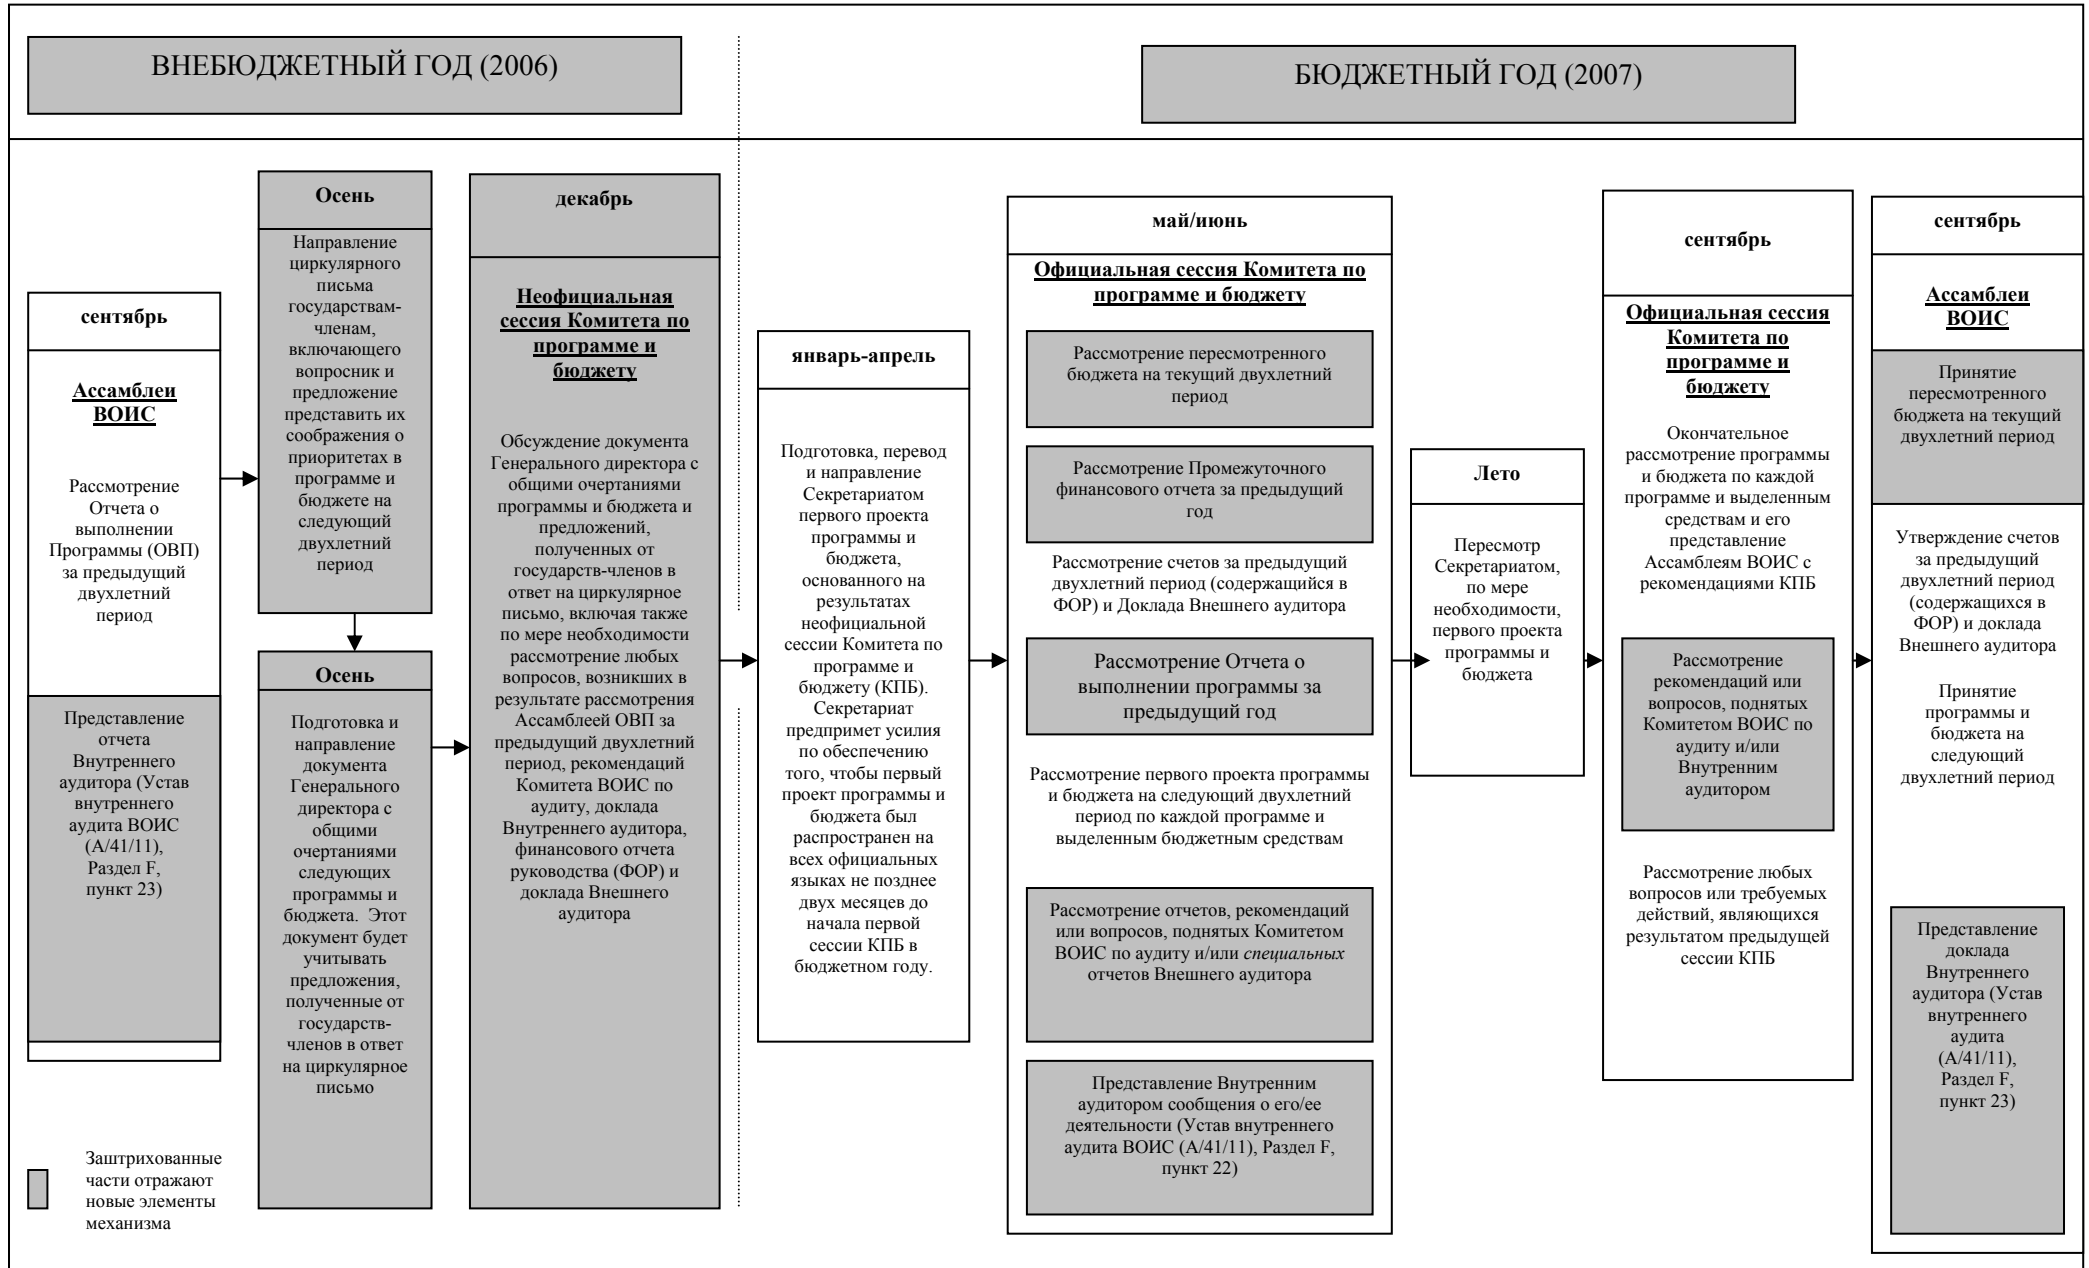 ВНЕБЮДЖЕТНЫЙ ГОД (2006)
БЮДЖЕТНЫЙ ГОД (2007)
сентябрь
Ассамблеи
ВОИС
Рассмотрение
Отчета о
выполнении
Программы (ОВП)
за предыдущий
двухлетний
период
Представление
отчета
Внутреннего
аудитора (Устав
внутреннего
аудита ВОИС
(A/41/11),
Раздел F,
пункт 23)
Осень
Направление
циркулярного
письма
государствам-
членам,
включающего
вопросник и
предложение
представить их
соображения о
приоритетах в
программе и
бюджете на
следующий
двухлетний
период
Осень
Подготовка и
направление
документа
Генерального
директора с
общими
очертаниями
следующих
программы и
бюджета. Этот
документ будет
учитывать
предложения,
полученные от
государств-
членов в ответ
на циркулярное
письмо
декабрь
Неофициальная
сессия Комитета по
программе и
бюджету
Обсуждение документа
Генерального директора с
общими очертаниями
программы и бюджета и
предложений,
полученных от
государств-членов в
ответ на циркулярное
письмо, включая также
по мере необходимости
рассмотрение любых
вопросов, возникших в
результате рассмотрения
Ассамблеей ОВП за
предыдущий двухлетний
период, рекомендаций
Комитета ВОИС по
аудиту, доклада
Внутреннего аудитора,
финансового отчета
руководства (ФОР) и
доклада Внешнего
аудитора
январь-апрель
Подготовка, перевод
и направление
Секретариатом
первого проекта
программы и
бюджета,
основанного на
результатах
неофициальной
сессии Комитета по
программе и
бюджету (КПБ).
Секретариат
предпримет усилия
по обеспечению
того, чтобы первый
проект программы и
бюджета был
распространен на
всех официальных
языках не позднее
двух месяцев до
начала первой
сессии КПБ в
бюджетном году.
май/июнь
Официальная сессия Комитета по
программе и бюджету
Рассмотрение пересмотренного
бюджета на текущий двухлетний
период
Рассмотрение Промежуточного
финансового отчета за предыдущий
год
Рассмотрение счетов за предыдущий
двухлетний период (содержащийся в
ФОР) и Доклада Внешнего аудитора
Рассмотрение Отчета о
выполнении программы за
предыдущий год
Рассмотрение первого проекта программы
и бюджета на следующий двухлетний
период по каждой программе и
выделенным бюджетным средствам
Рассмотрение отчетов, рекомендаций
или вопросов, поднятых Комитетом
ВОИС по аудиту и/или специальных
отчетов Внешнего аудитора
Представление Внутренним
аудитором сообщения о его/ее
деятельности (Устав внутреннего
аудита ВОИС (A/41/11), Раздел F,
пункт 22)
Лето
Пересмотр
Секретариатом,
по мере
необходимости,
первого проекта
программы и
бюджета
сентябрь
Официальная сессия
Комитета по
программе и
бюджету
Окончательное
рассмотрение программы
и бюджета по каждой
программе и выделенным
средствам и его
представление
Ассамблеям ВОИС с
рекомендациями КПБ
Рассмотрение
рекомендаций или
вопросов, поднятых
Комитетом ВОИС по
аудиту и/или
Внутренним
аудитором
Рассмотрение любых
вопросов или требуемых
действий, являющихся
результатом предыдущей
сессии КПБ
сентябрь
Ассамблеи
ВОИС
Принятие
пересмотренного
бюджета на текущий
двухлетний период
Утверждение счетов
за предыдущий
двухлетний период
(содержащихся в
ФОР) и доклада
Внешнего аудитора
Принятие
программы и
бюджета на
следующий
двухлетний период
Представление
доклада
Внутреннего
аудитора (Устав
внутреннего
аудита
(A/41/11),
Раздел F,
пункт 23)
Заштрихованные
части отражают
новые элементы
механизма